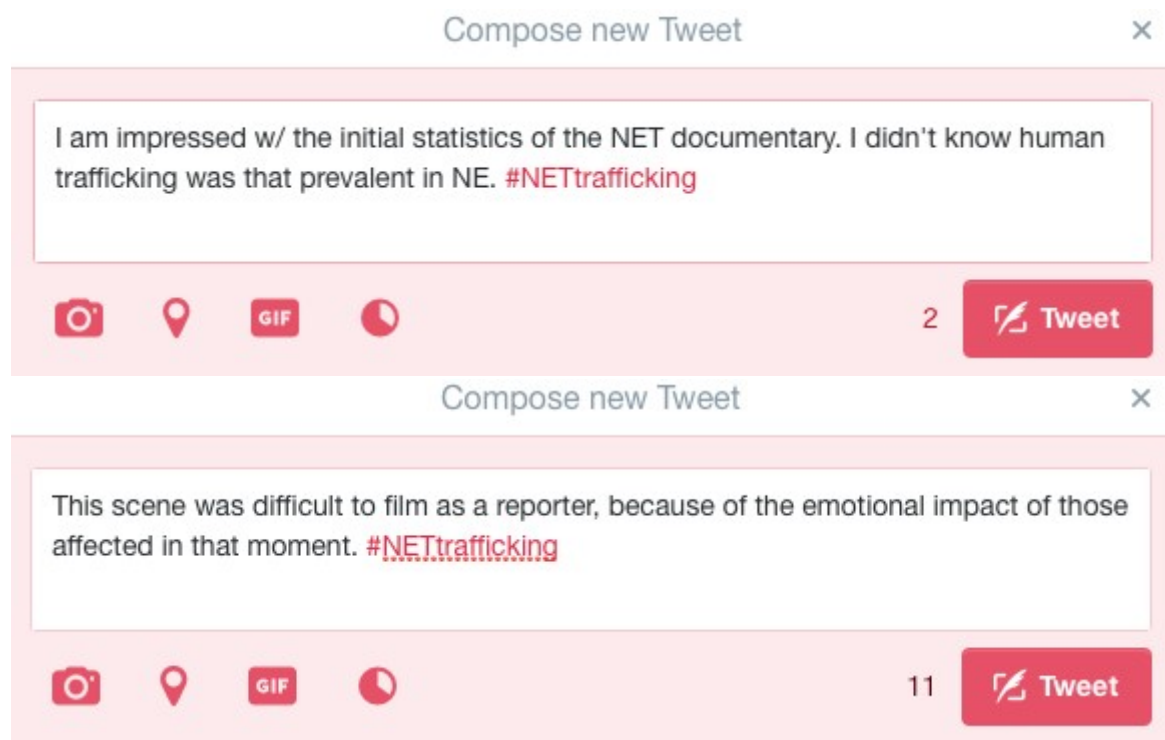 Compose new Tweet
I am impressed w/ the initial statistics of the NET documentary. I didn't know human
trafficking was that prevalent in NE. #NETtrafficking
GIF
2
Tweet
Compose new Tweet
This scene was difficult to film as a reporter, because of the emotional impact of those
affected in that moment. #NETtrafficking
GIF
11
Tweet